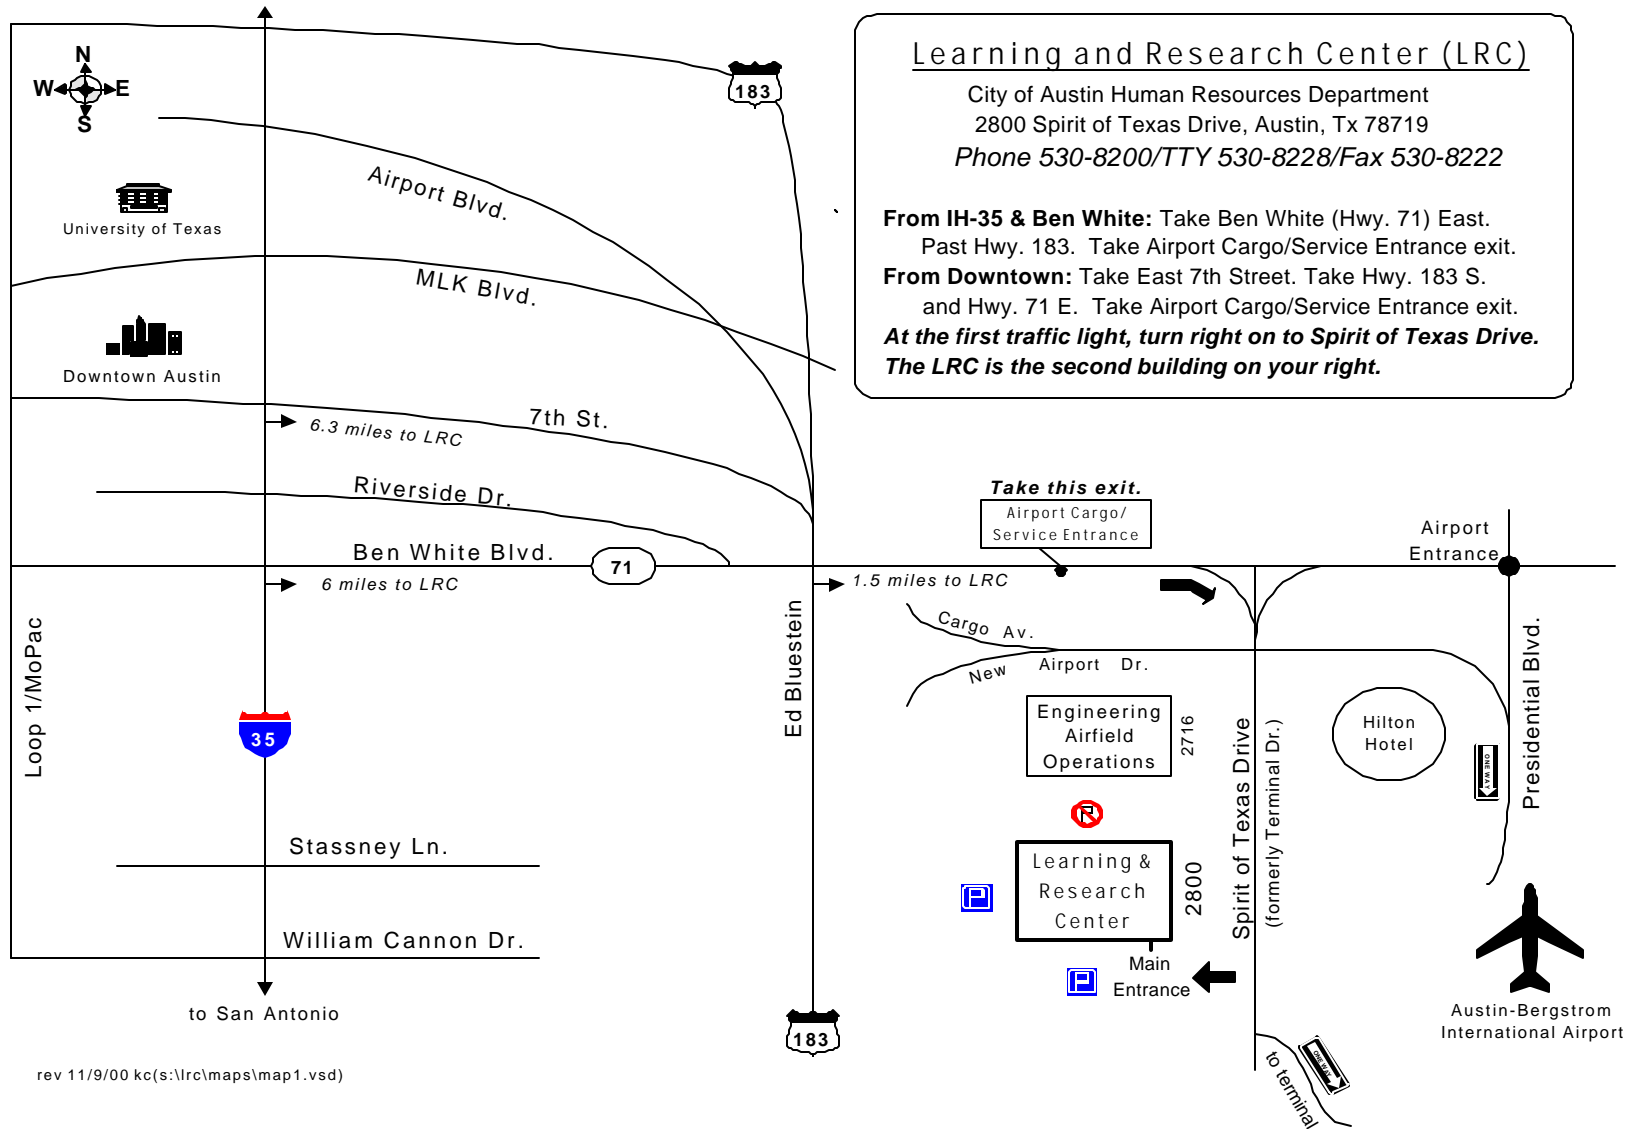 Learning and Research Center (LRC)
City of Austin Human Resources Department
2800 Spirit of Texas Drive, Austin, Tx 78719
Phone 530-8200/TTY 530-8228/Fax 530-8222
From IH-35 & Ben White: Take Ben White (Hwy. 71) East.
Past Hwy. 183. Take Airport Cargo/Service Entrance exit.
From Downtown: Take East 7th Street. Take Hwy. 183 S.
and Hwy. 71 E. Take Airport Cargo/Service Entrance exit.
At the first traffic light, turn right on to Spirit of Texas Drive.
The LRC is the second building on your right.
N
W
E
S
183
Airport Blvd.
University of Texas
MLK Blvd.
Downtown Austin
7th St.
6.3 miles to LRC
Riverside Dr.
Ben White Blvd.
71
6 miles to LRC
1.5 miles to LRC
Take this exit.
Airport Cargo/
Service Entrance
Airport
Entrance
Loop 1/MoPac
35
Ed Bluestein
Cargo Av.
New Airport Dr.
Engineering
Airfield
Operations
2716
Spirit of Texas Drive
(formerly Terminal Dr.)
Hilton
Hotel
ONE WAY
Presidential Blvd.
P
Learning &
Research
Center
2800
P
P
Main
Entrance
Stassney Ln.
William Cannon Dr.
to San Antonio
183
Austin-Bergstrom
International Airport
ONE WAY
to terminal
rev 11/9/00 kc(s:\lrc\maps\map1.vsd)